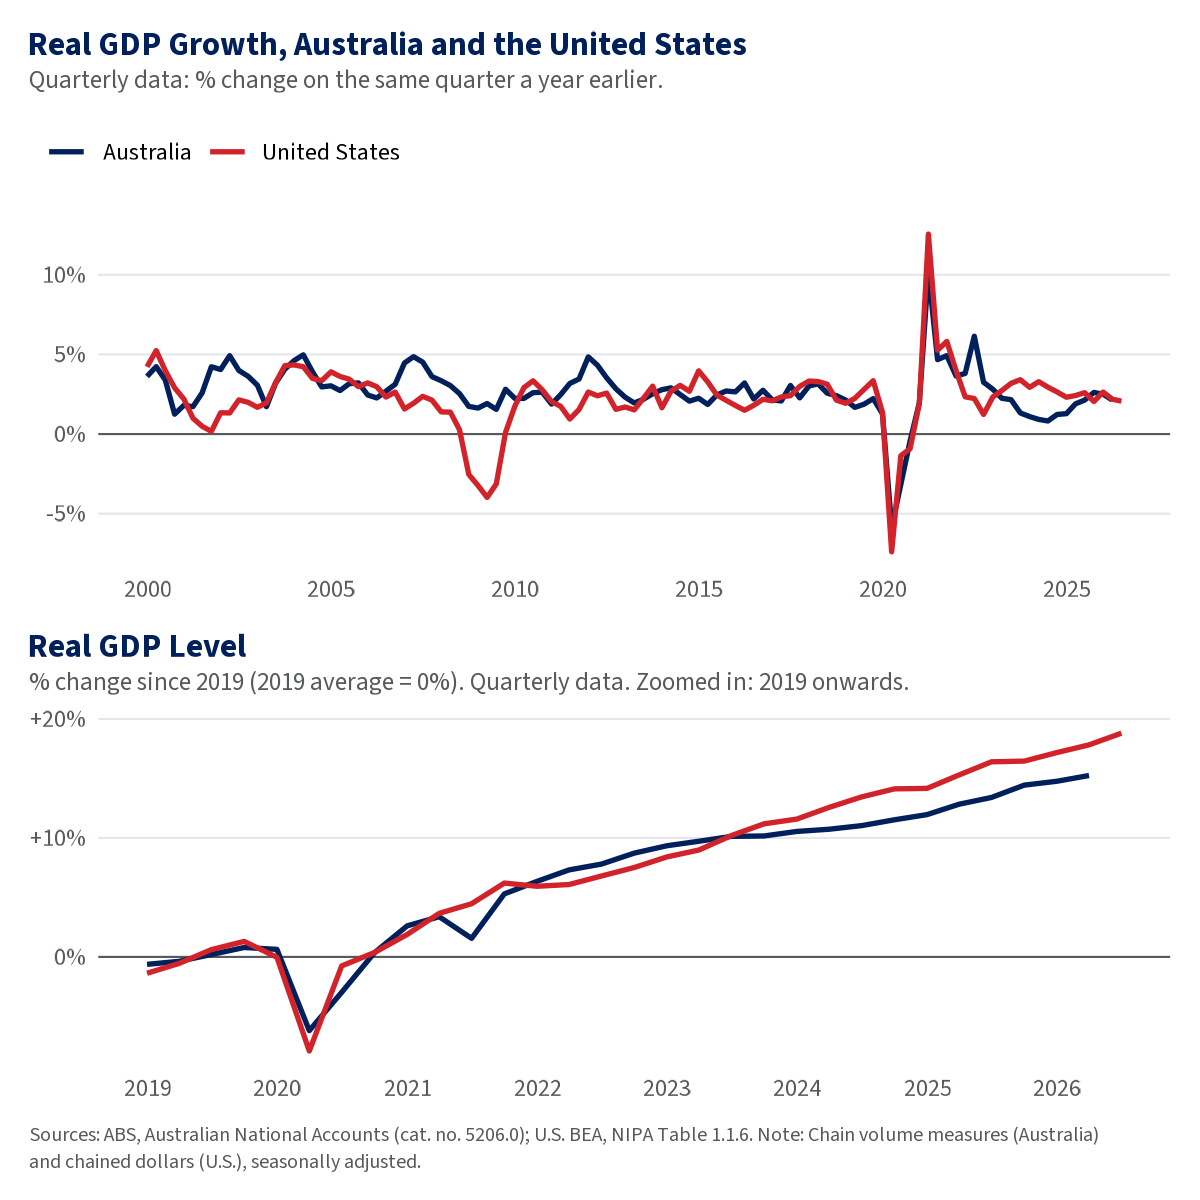 Real GDP Growth, Australia and the United States
Quarterly data: % change on the same quarter a year earlier.
Australia
United States
10%
5%
0%
-5%
2000
2005
2010
2015
2020
2025
Real GDP Level
% change since 2019 (2019 average = 0%). Quarterly data. Zoomed in: 2019 onwards.
+20%
+10%
0%
2019
2020
2021
2022
2023
2024
2025
2026
Sources: ABS, Australian National Accounts (cat. no. 5206.0); U.S. BEA, NIPA Table 1.1.6. Note: Chain volume measures (Australia)
and chained dollars (U.S.), seasonally adjusted.